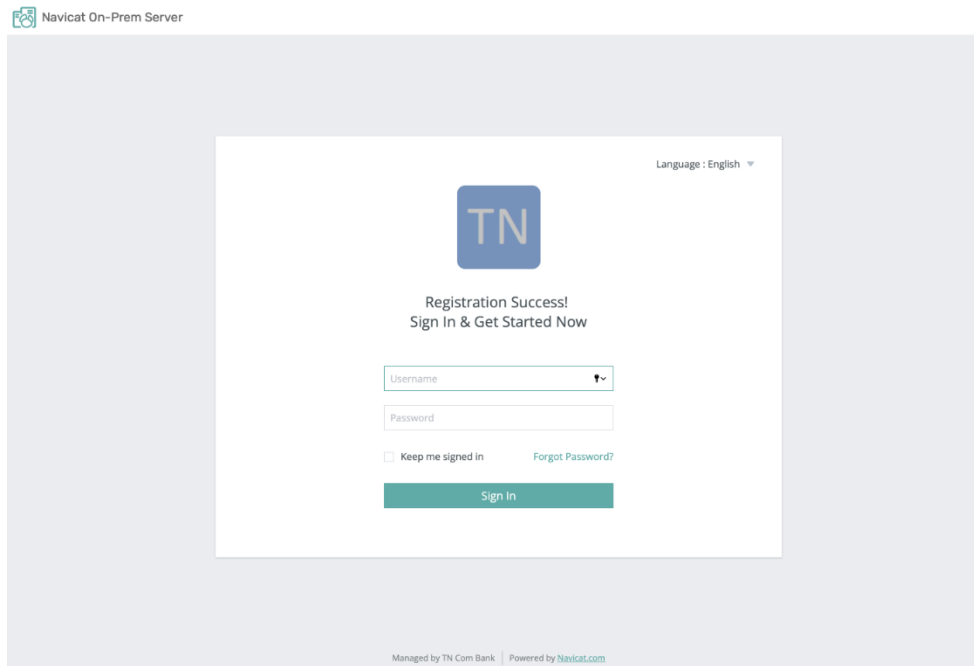 Navicat On-Prem Server
Language : English
TN
Registration Success!
Sign In & Get Started Now
Username
Password
Keep me signed in Forgot Password?
Sign In
Managed by TN Com Bank | Powered by Navicat.com